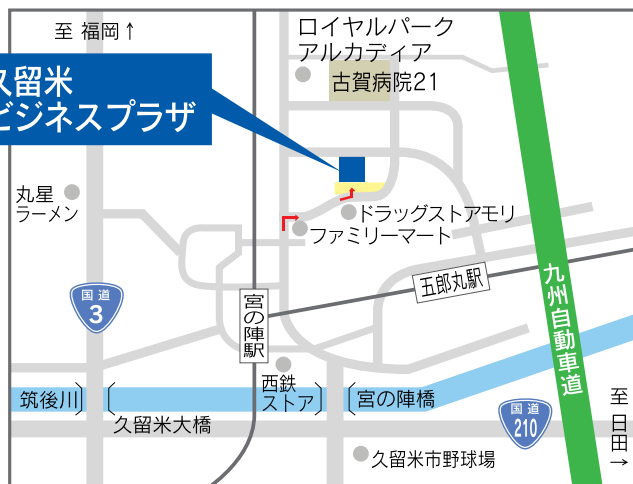 至 福岡↑
ロイヤルパーク
アルカディア
古賀病院21
久留米
ビジネスプラザ
丸星
ラーメン
ドラッグストアモリ
ファミリーマート
五郎丸駅
国道
3
宮の陣駅
九州自動車道
西鉄
ストア
筑後川
宮の陣橋
久留米大橋
国道
210
至 日田→
久留米市野球場